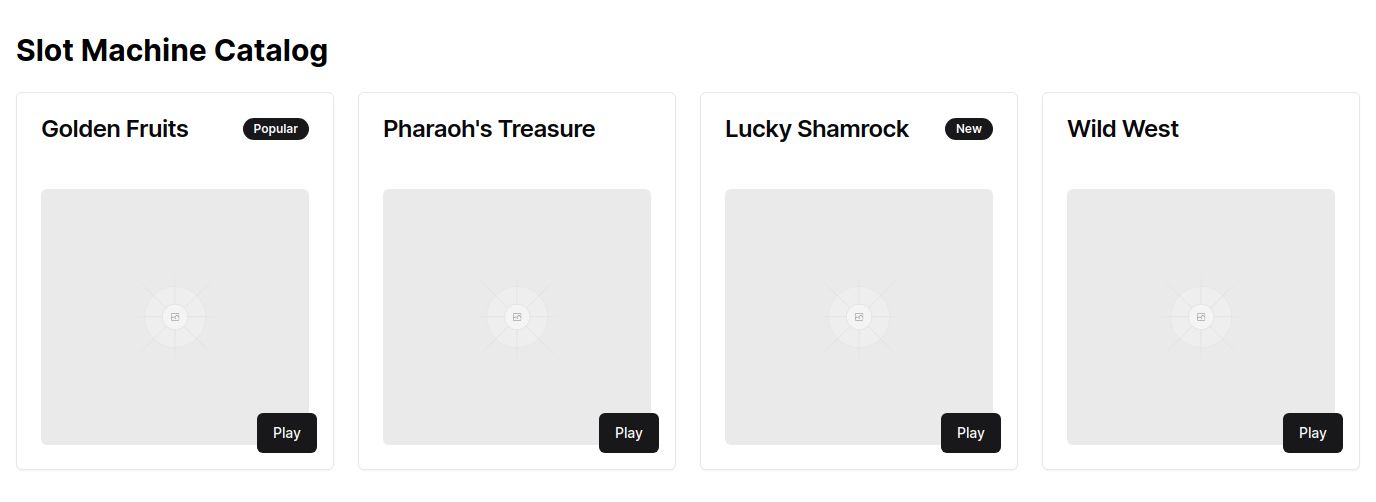 Slot Machine Catalog
Golden Fruits
Popular
Play
Pharaoh's Treasure
Play
Lucky Shamrock
New
Play
Wild West
Play